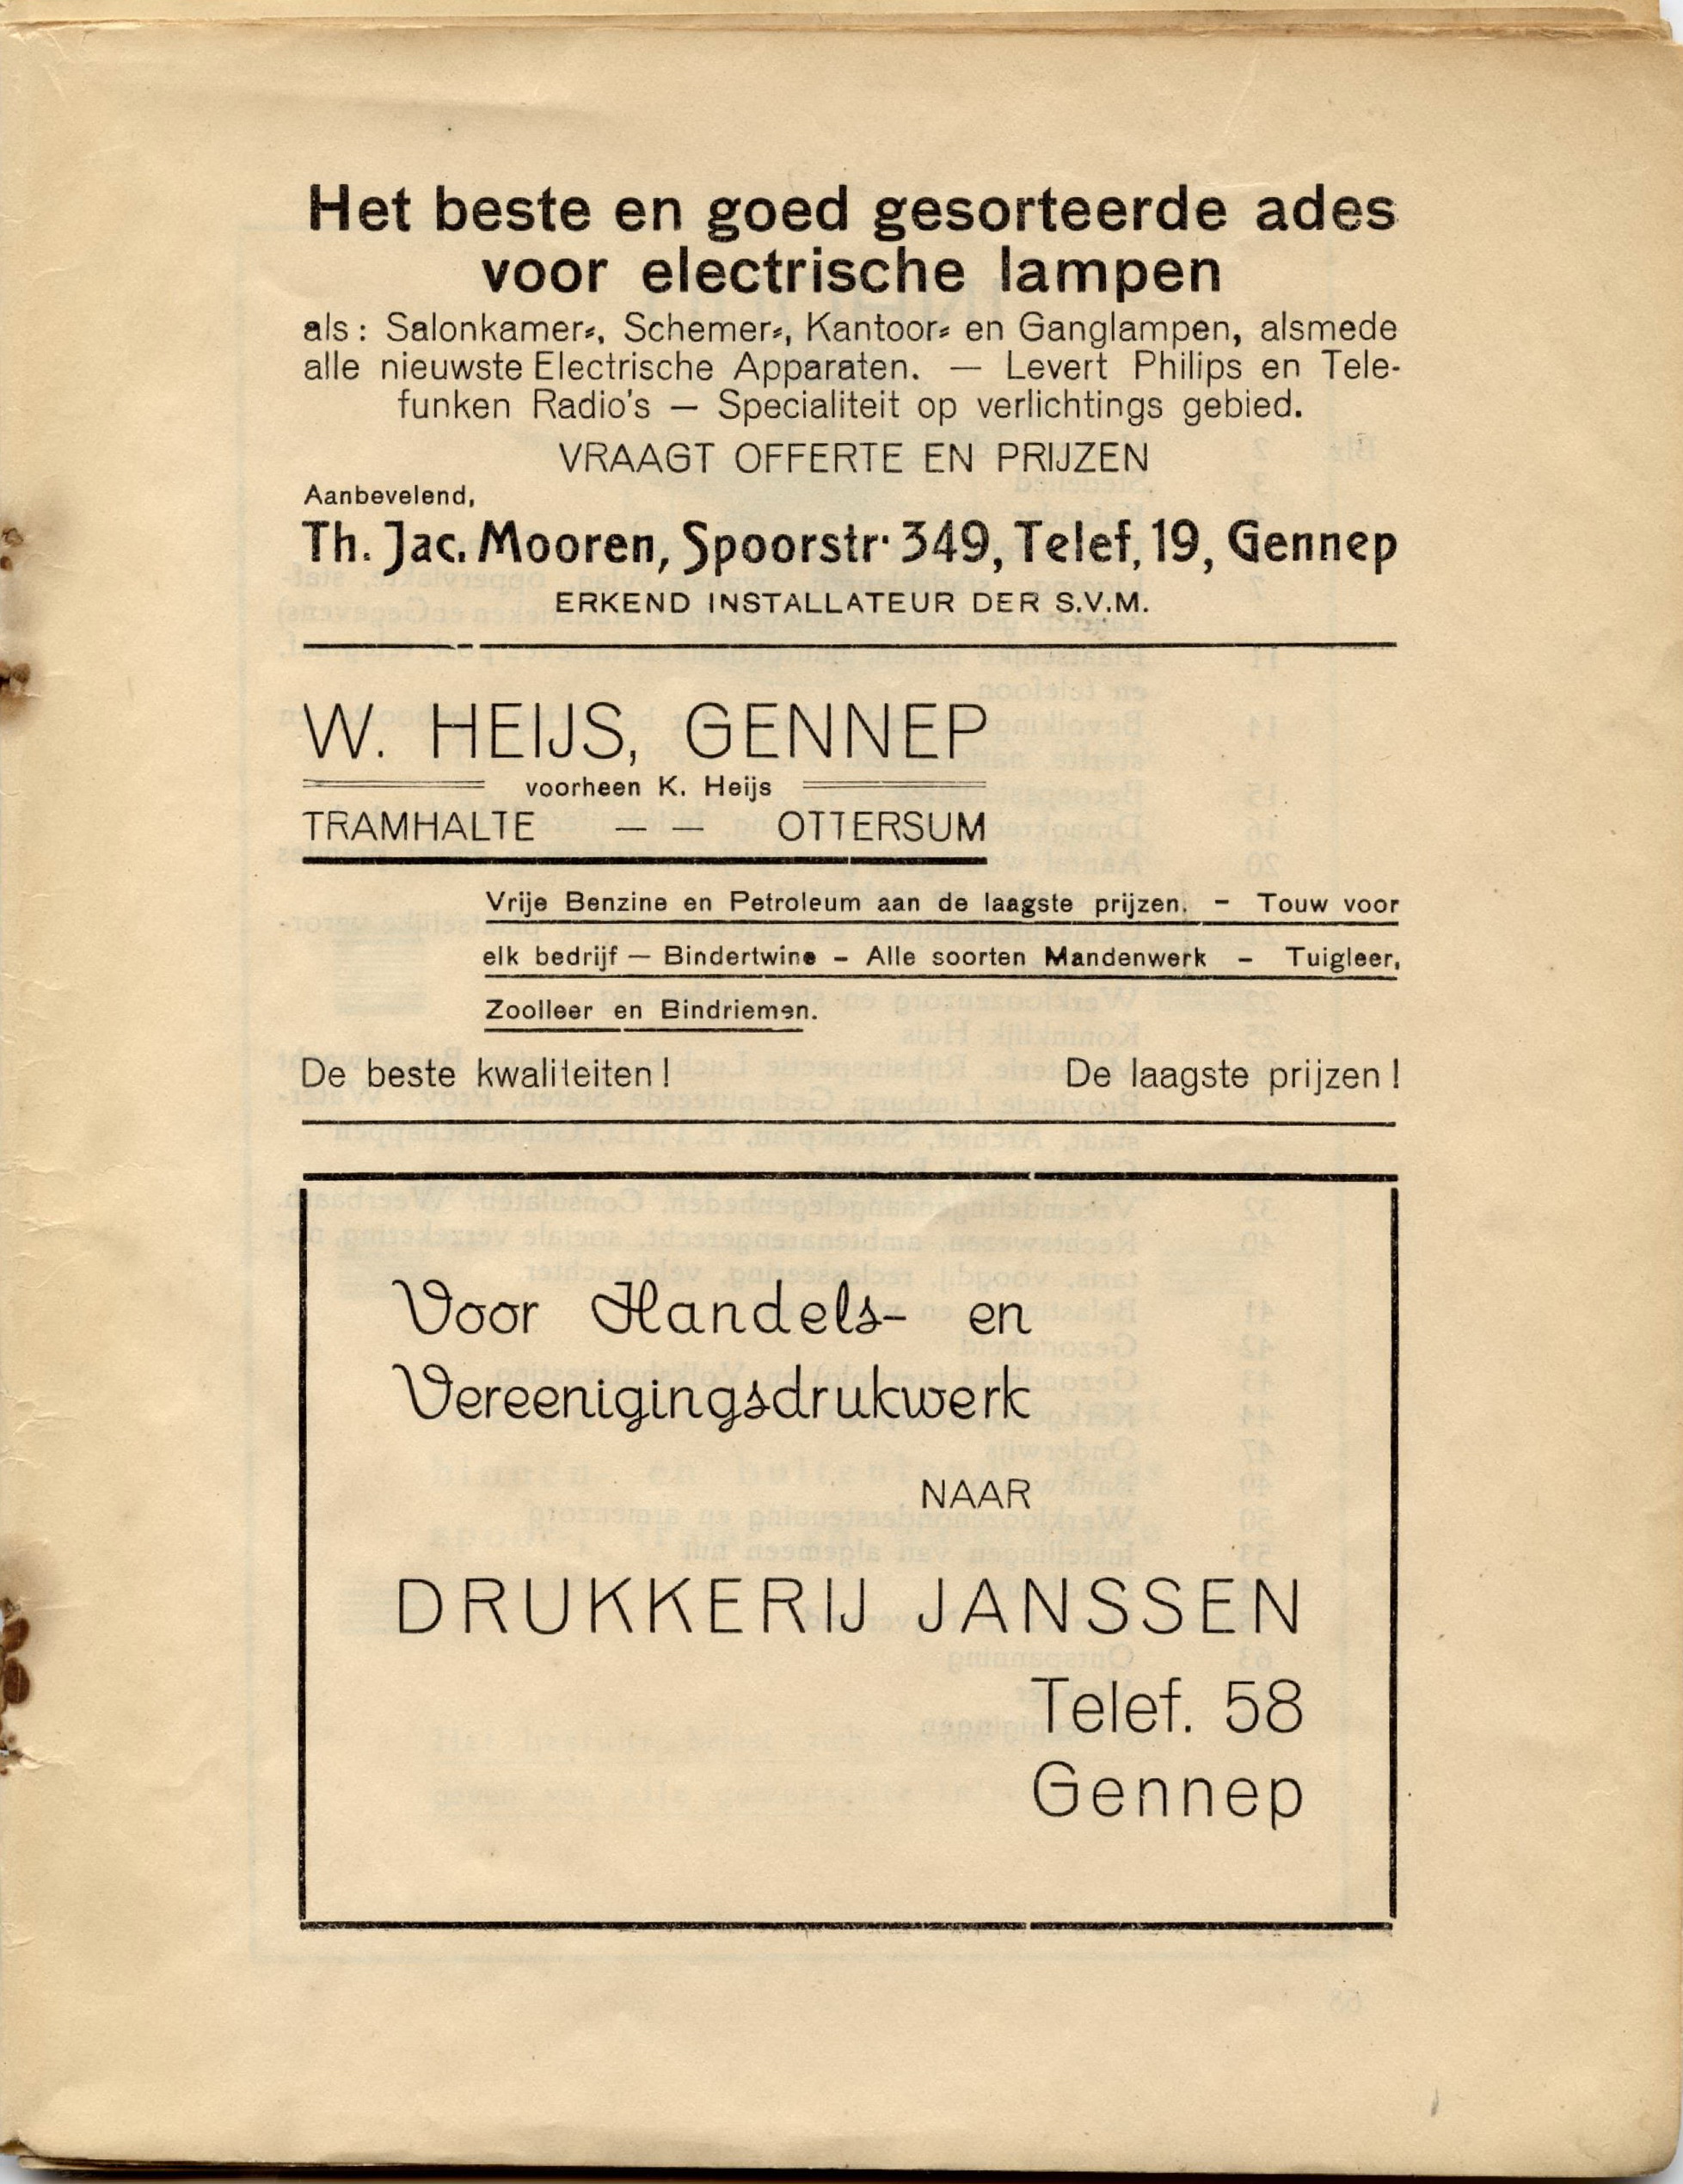 Het beste en goed gesorteerde ades
voor electrische lampen
als: Salonkamer-, Schemer-, Kantoor- en Ganglampen, alsmede
alle nieuwste Electrische Apparaten. — Levert Philips en Tele-
funken Radio's — Specialiteit op verlichtings gebied.
VRAAGT OFFERTE EN PRIJZEN
Aanbevelend,
Th. Jac. Mooren, Spoorstr. 349, Telef, 19, Gennep
ERKEND INSTALLATEUR DER S.V.M.
W. HEIJS, GENNEP
voorheen K. Heijs
TRAMHALTE — — OTTERSUM
Vrije Benzine en Petroleum aan de laagste prijzen. – Touw voor
elk bedrijf — Bindertwine – Alle soorten Mandenwerk – Tuigleer,
Zoolleer en Bindriemen.
De beste kwaliteiten! De laagste prijzen!
Voor Handels- en
Vereenigingsdrukwerk
NAAR
DRUKKERIJ JANSSEN
Telef. 58
Gennep